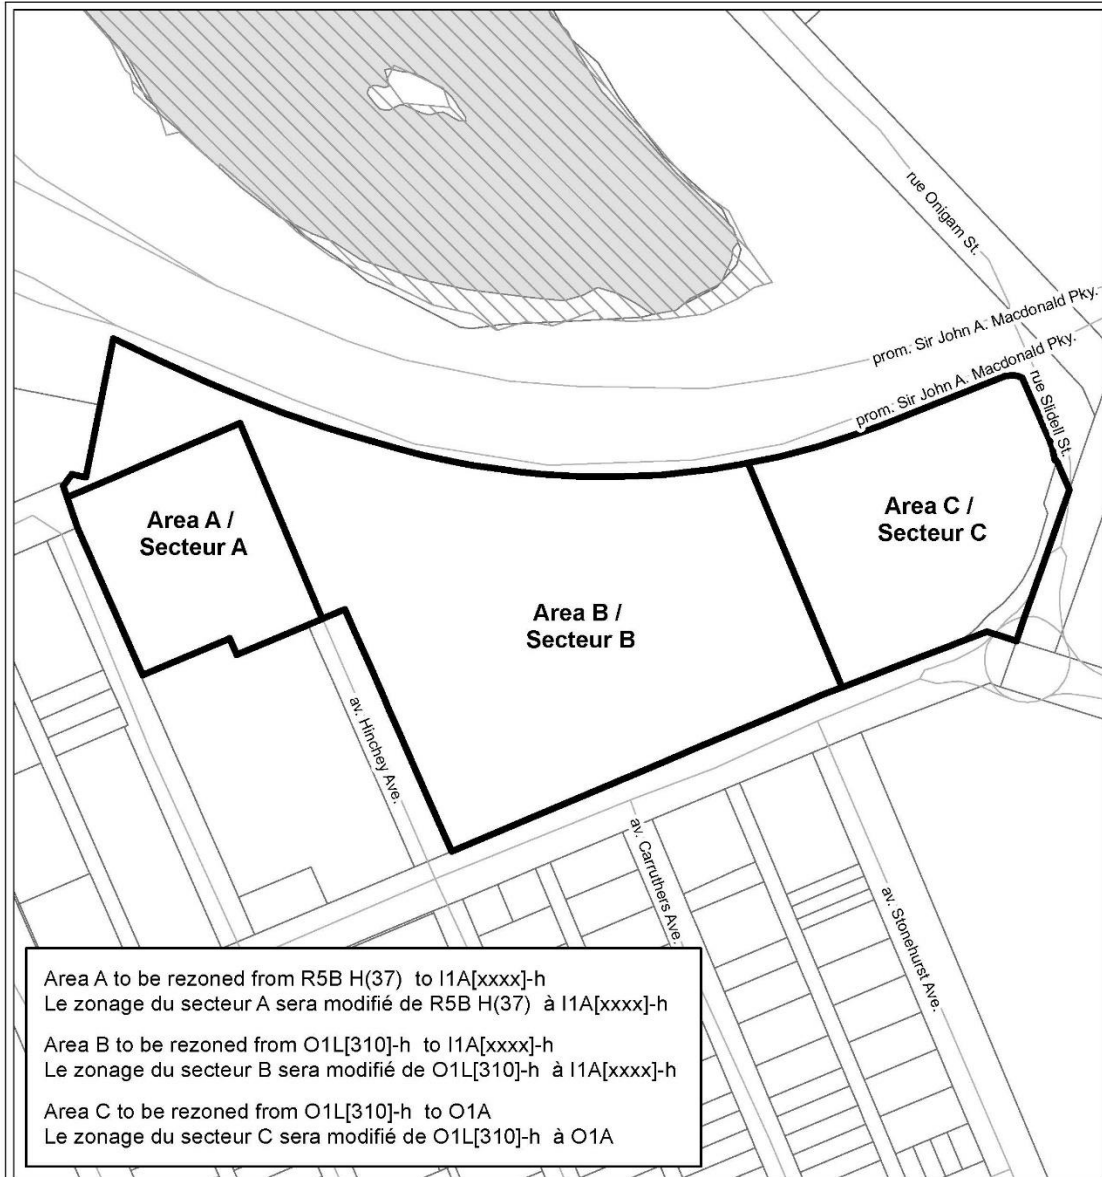 rue Onigam St.
prom. Sir John A. Macdonald Pky.
prom. Sir John A. Macdonald Pky.
rue Slidell St.
Area A /
Secteur A
Area B /
Secteur B
Area C /
Secteur C
av. Hinchey Ave.
av. Carruthers Ave.
av. Stonehurst Ave.
Area A to be rezoned from R5B H(37) to I1A[xxxx]-h
Le zonage du secteur A sera modifié de R5B H(37) à I1A[xxxx]-h
Area B to be rezoned from O1L[310]-h to I1A[xxxx]-h
Le zonage du secteur B sera modifié de O1L[310]-h à I1A[xxxx]-h
Area C to be rezoned from O1L[310]-h to O1A
Le zonage du secteur C sera modifié de O1L[310]-h à O1A